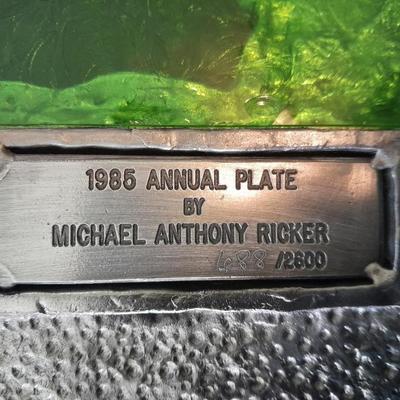 1985 ANNUAL PLATE
BY
MICHAEL ANTHONY RICKER
688 /2800